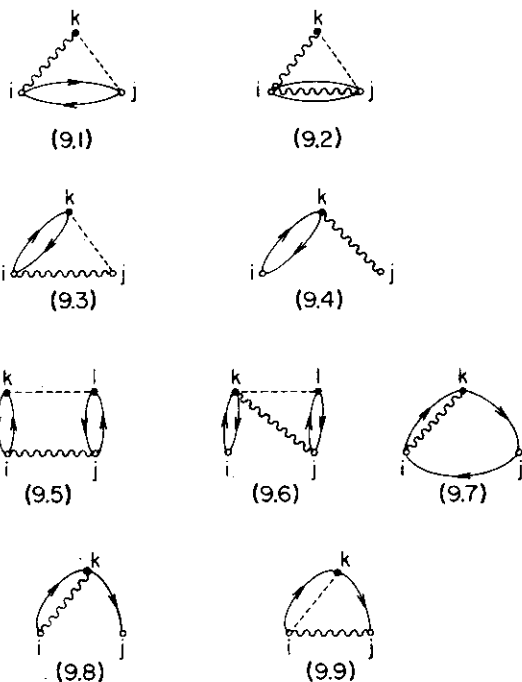 k k
i j i j
(9.1) (9.2)
k k
i j i j
(9.3) (9.4)
k l k l k
i j i j i j
(9.5) (9.6) (9.7)
k k
i j i j
(9.8) (9.9)